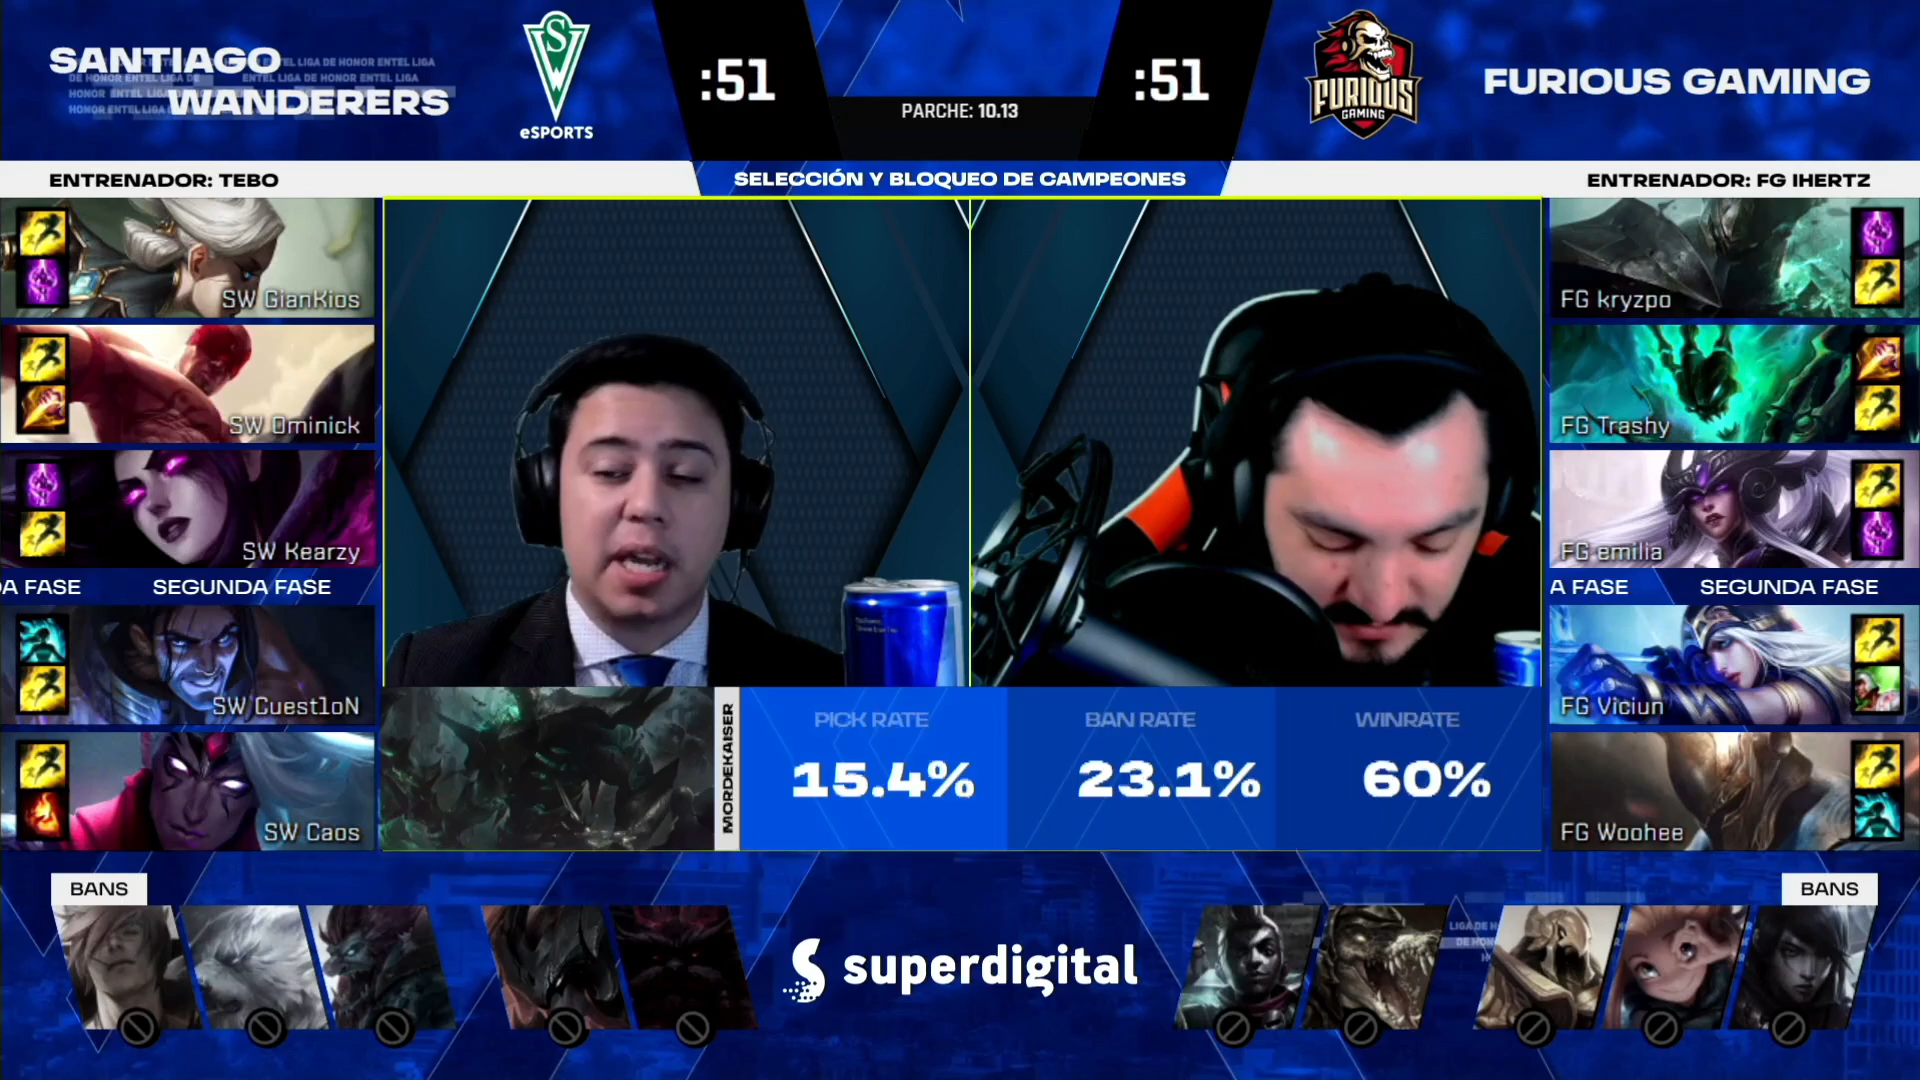 SANTIAGO
WANDERERS
eSPORTS
:51
PARCHE: 10.13
:51
FURIOUS
GAMING
FURIOUS GAMING
ENTRENADOR: TEBO
SELECCIÓN Y BLOQUEO DE CAMPEONES
ENTRENADOR: FG IHERTZ
SW GianKios
SW Ominick
SW Kearzy
DA FASE SEGUNDA FASE
SW Cuest1oN
SW Caos
FG kryzpo
FG Trashy
FG emilia
A FASE SEGUNDA FASE
FG Viciun
FG Woohee
MORDEKAISER
PICK RATE
15.4%
BAN RATE
23.1%
WINRATE
60%
BANS
superdigital
BANS